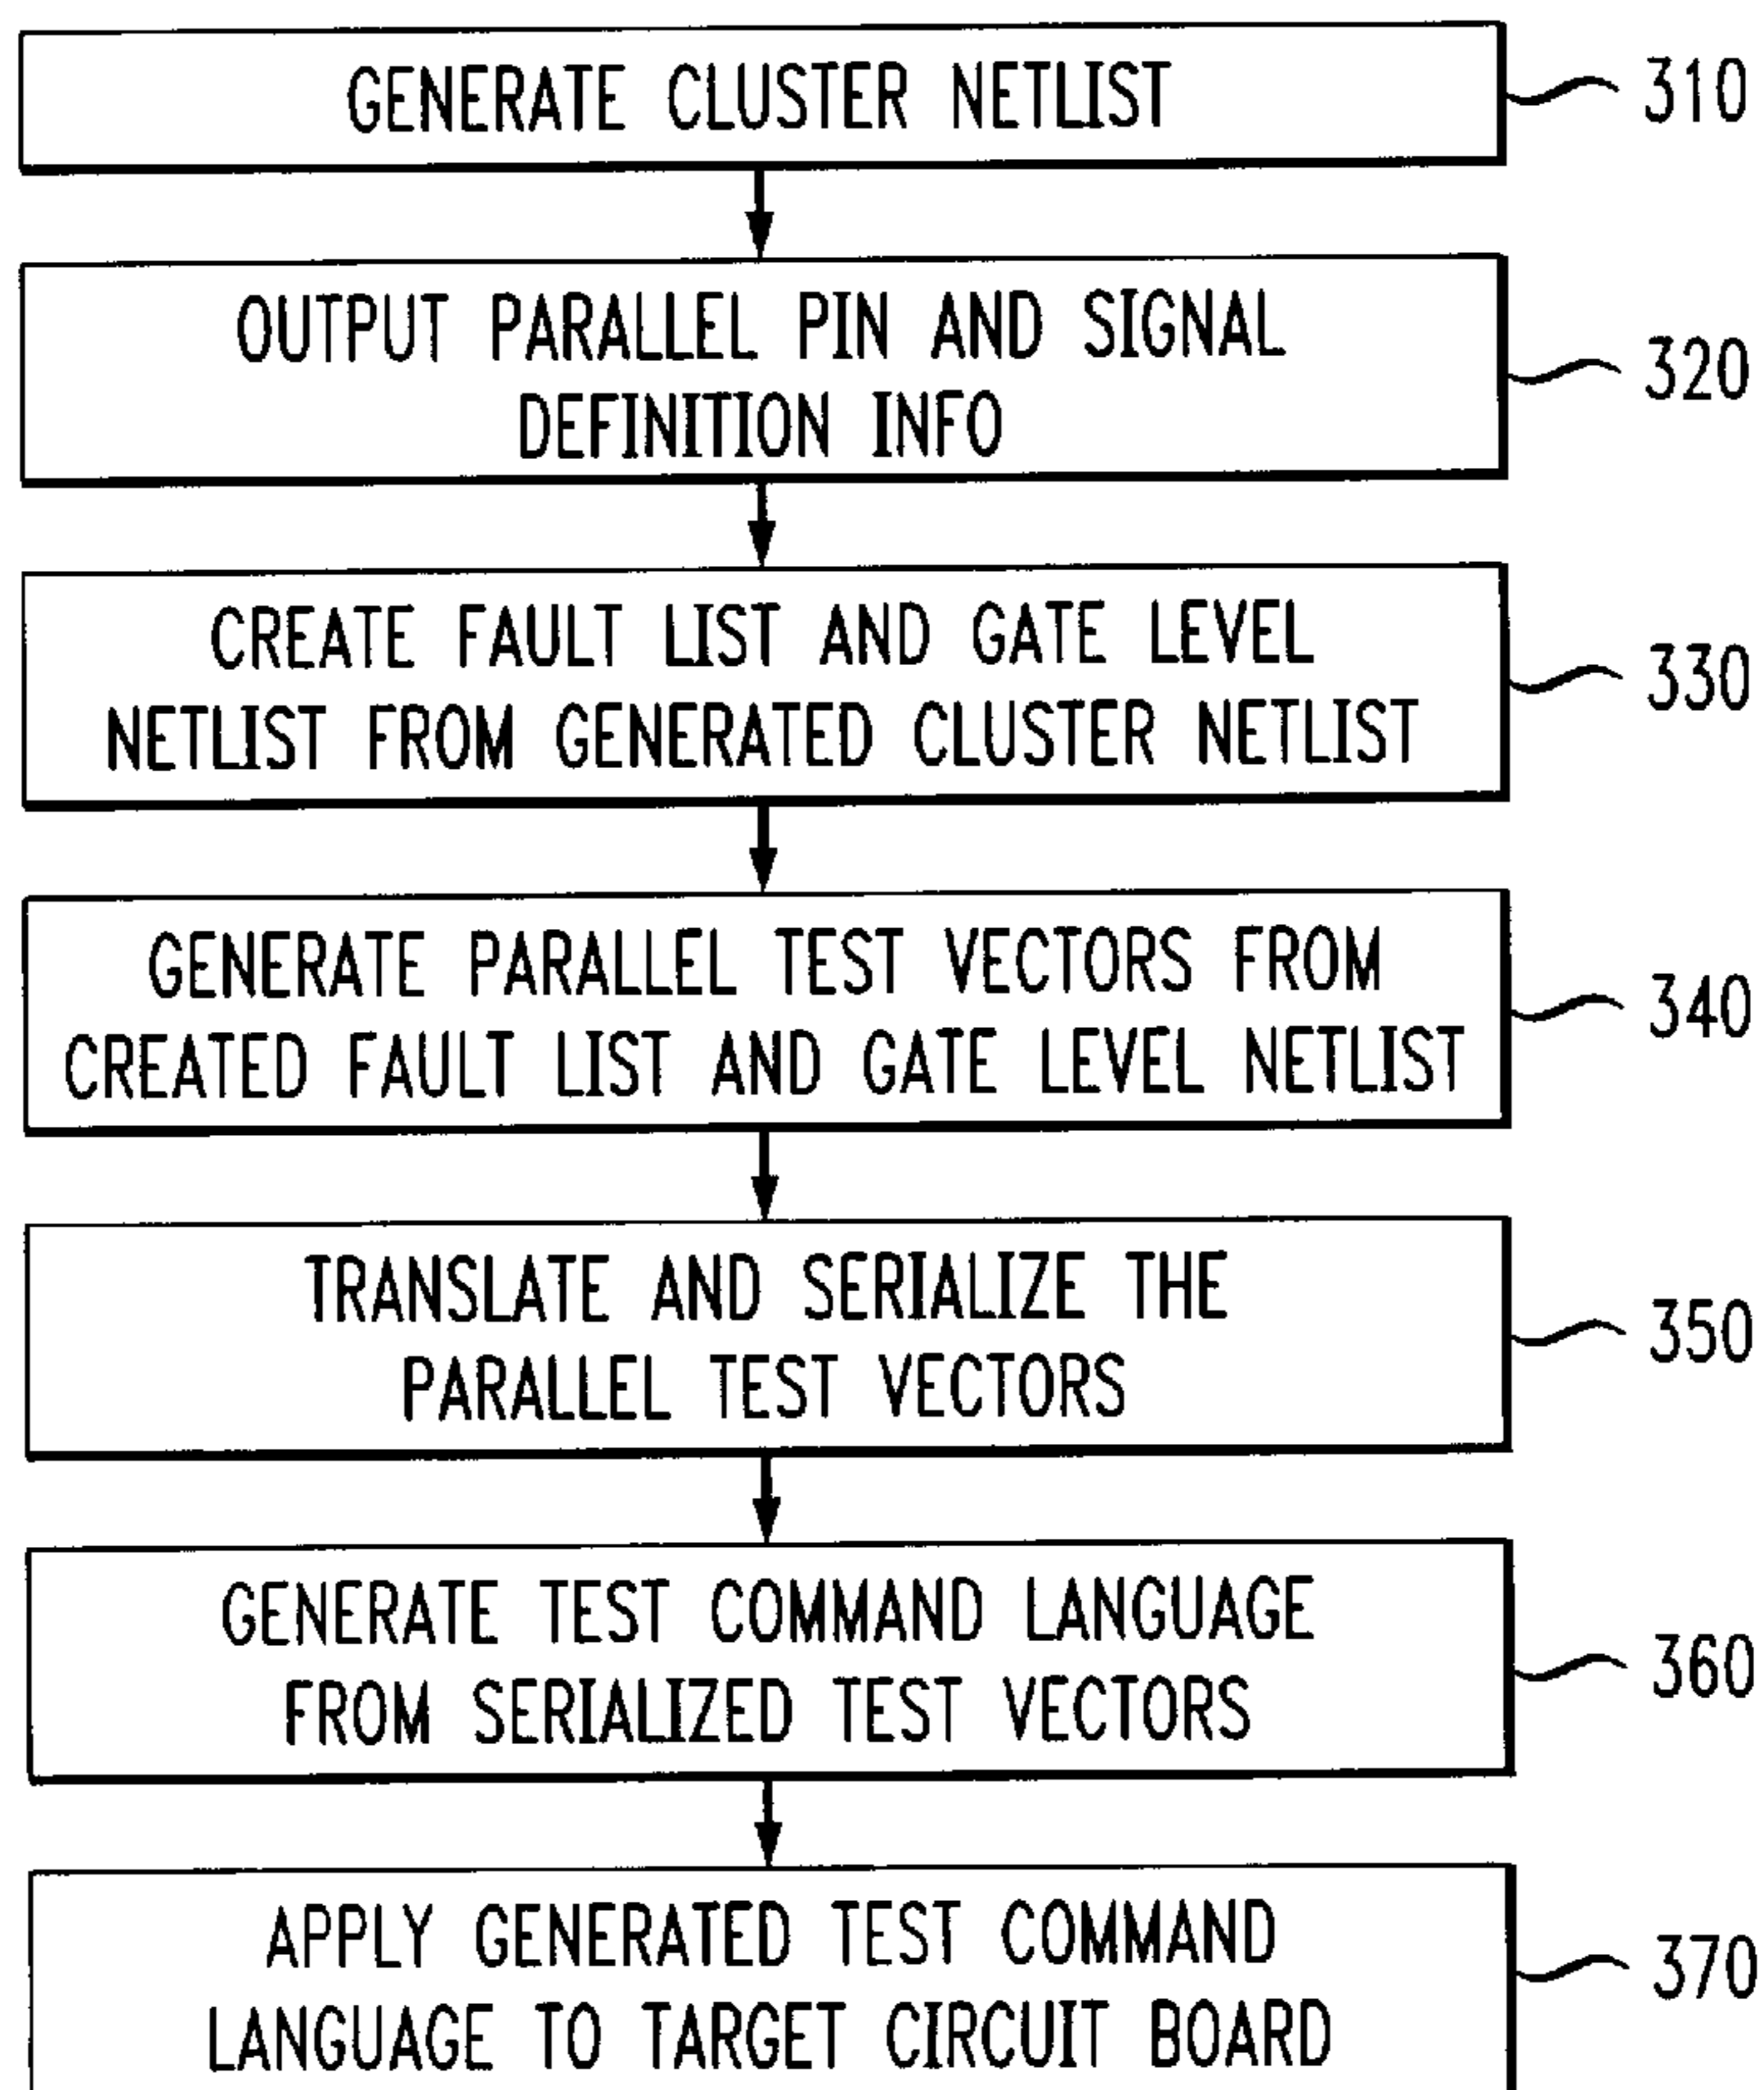 GENERATE CLUSTER NETLIST
310
OUTPUT PARALLEL PIN AND SIGNAL
DEFINITION INFO
320
CREATE FAULT LIST AND GATE LEVEL
NETLIST FROM GENERATED CLUSTER NETLIST
330
GENERATE PARALLEL TEST VECTORS FROM
CREATED FAULT LIST AND GATE LEVEL NETLIST
340
TRANSLATE AND SERIALIZE THE
PARALLEL TEST VECTORS
350
GENERATE TEST COMMAND LANGUAGE
FROM SERIALIZED TEST VECTORS
360
APPLY GENERATED TEST COMMAND
LANGUAGE TO TARGET CIRCUIT BOARD
370